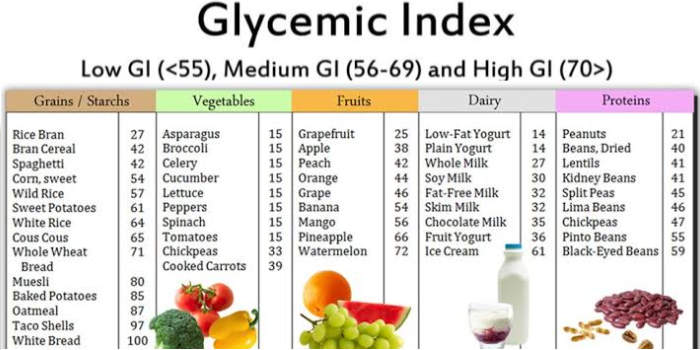 Glycemic Index
Low GI (<55), Medium GI (56-69) and High GI (70>)
Grains / Starchs
Rice Bran 27
Bran Cereal 42
Spaghetti 42
Corn, sweet 54
Wild Rice 57
Sweet Potatoes 61
White Rice 64
Cous Cous 65
Whole Wheat 71
Bread
Muesli 80
Baked Potatoes 85
Oatmeal 87
Taco Shells 97
White Bread 100
Vegetables
Asparagus 15
Broccoli 15
Celery 15
Cucumber 15
Lettuce 15
Peppers 15
Spinach 15
Tomatoes 15
Chickpeas 33
Cooked Carrots 39
Fruits
Grapefruit 25
Apple 38
Peach 42
Orange 44
Grape 46
Banana 54
Mango 56
Pineapple 66
Watermelon 72
Dairy
Low-Fat Yogurt 14
Plain Yogurt 14
Whole Milk 27
Soy Milk 30
Fat-Free Milk 32
Skim Milk 32
Chocolate Milk 35
Fruit Yogurt 36
Ice Cream 61
Proteins
Peanuts 21
Beans, Dried 40
Lentils 41
Kidney Beans 41
Split Peas 45
Lima Beans 46
Chickpeas 47
Pinto Beans 55
Black-Eyed Beans 59